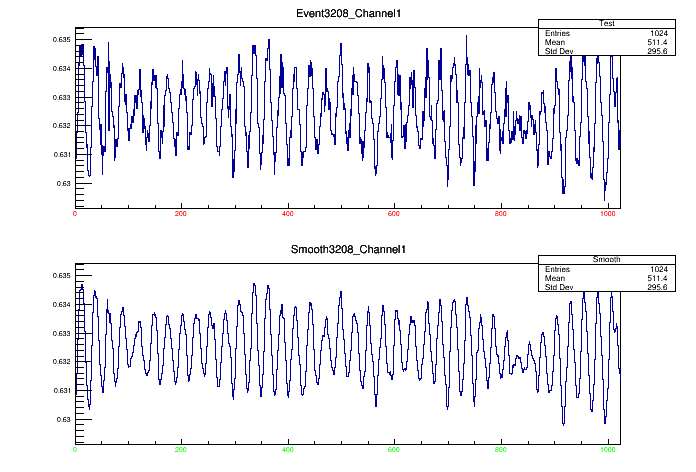 Event3208_Channel1
Test
Entries 1024
Mean 511.4
Std Dev 295.6
0.635
0.634
0.633
0.632
0.631
0.63
0 200 400 600 800 1000
Smooth3208_Channel1
Smooth
Entries 1024
Mean 511.4
Std Dev 295.6
0.635
0.634
0.633
0.632
0.631
0.63
0 200 400 600 800 1000